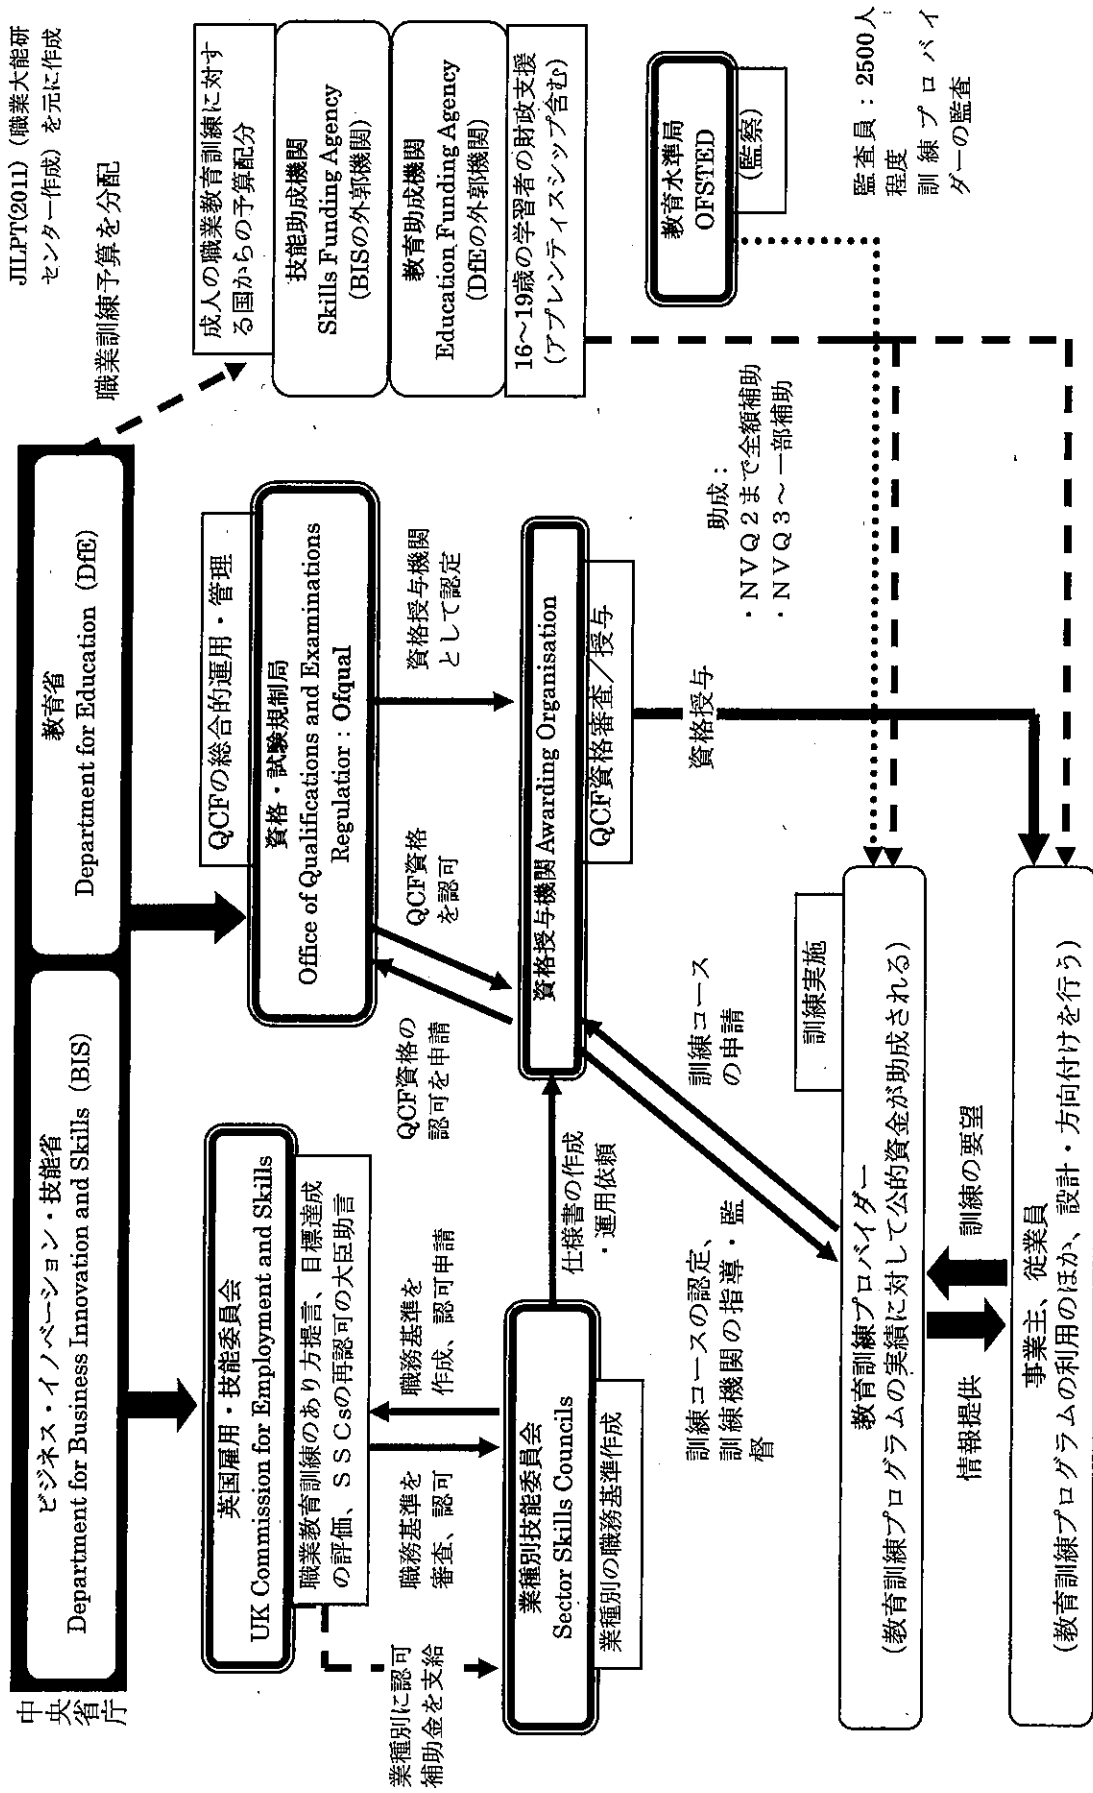 JILPT(2011)(職業大能研
センター作成)を元に作成
中央省庁
ビジネス・イノベーション・技能省
Department for Business Innovation and Skills (BIS)
教育省
Department for Education (DfE)
職業訓練予算を分配
英国雇用・技能委員会
UK Commission for Employment and Skills
職業教育訓練のあり方提言、目標達成
の評価、SSCsの再認可の大臣助言
QCFの総合的運用・管理
資格・試験規制局
Office of Qualifications and Examinations
Regulatior : Ofqual
成人の職業教育訓練に対す
る国からの予算配分
技能助成機関
Skills Funding Agency
(BISの外郭機関)
教育助成機関
Education Funding Agency
(DfEの外郭機関)
16~19歳の学習者の財政支援
(アプレンティスシップ含む)
業種別に認可
補助金を支給
職務基準を
審査、認可
職務基準を
作成、認可申請
QCF資格の
認可を申請
QCF資格
を認可
資格授与機関
として認定
業種別技能委員会
Sector Skills Councils
業種別の職務基準作成
仕様書の作成
・運用依頼
資格授与機関 Awarding Organisation
QCF資格審査/授与
教育水準局
OFSTED
(監察)
訓練コースの認定、
訓練機関の指導・監
督
訓練コース
の申請
資格授与
助成:
・NVQ2まで全額補助
・NVQ3~一部補助
監査員:2500人
程度
訓練プロバイ
ダーの監査
訓練実施
教育訓練プロバイダー
(教育訓練プログラムの実績に対して公的資金が助成される)
情報提供
訓練の要望
事業主、従業員
(教育訓練プログラムの利用のほか、設計・方向付けを行う)